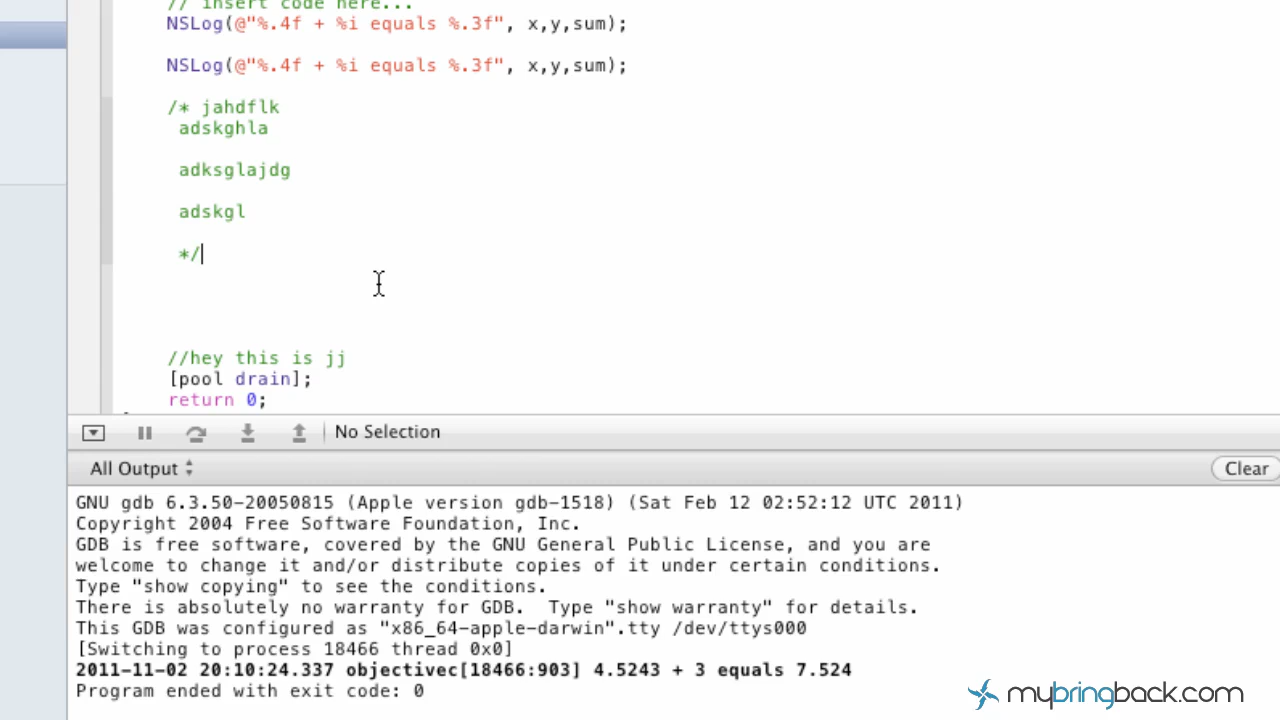 // insert code here...
NSLog(@"%.4f + %i equals %.3f", x,y,sum);
NSLog(@"%.4f + %i equals %.3f", x,y,sum);
/* jahdflk
adskghla
adksglajdg
adskgl
*/
//hey this is jj
[pool drain];
return 0;
No Selection
All Output
Clear
GNU gdb 6.3.50-20050815 (Apple version gdb-1518) (Sat Feb 12 02:52:12 UTC 2011)
Copyright 2004 Free Software Foundation, Inc.
GDB is free software, covered by the GNU General Public License, and you are
welcome to change it and/or distribute copies of it under certain conditions.
Type "show copying" to see the conditions.
There is absolutely no warranty for GDB.  Type "show warranty" for details.
This GDB was configured as "x86_64-apple-darwin".tty /dev/ttys000
[Switching to process 18466 thread 0x0]
2011-11-02 20:10:24.337 objectivec[18466:903] 4.5243 + 3 equals 7.524
Program ended with exit code: 0
mybringback.com